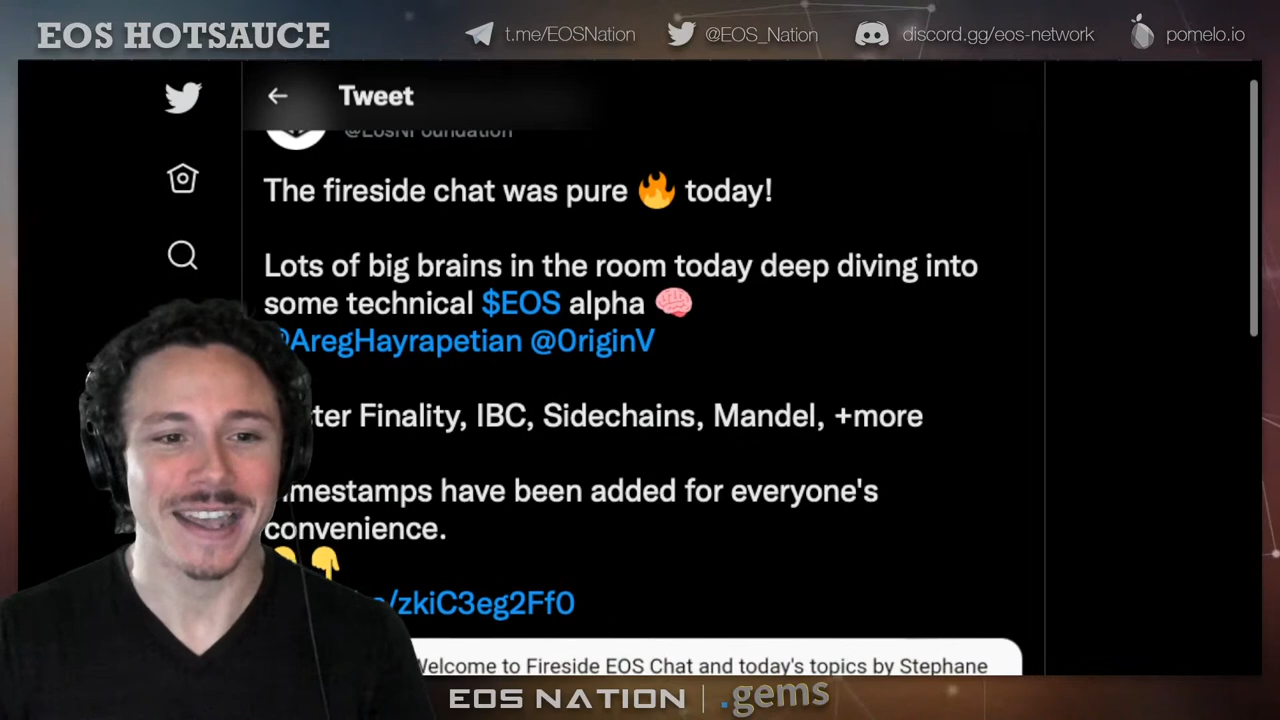 EOS HOTSAUCE
t.me/EOSNation
@EOS_Nation
discord.gg/eos-network
pomelo.io
Tweet
@EosNFoundation
The fireside chat was pure 🔥 today!
Lots of big brains in the room today deep diving into
some technical $EOS alpha 🧠
@AregHayrapetian @0riginV
Finality, IBC, Sidechains, Mandel, +more
have been added for everyone's
convenience.
/zkiC3eg2Ff0
Welcome to Fireside EOS Chat and today's topics by Stephane
EOS NATION | .gems